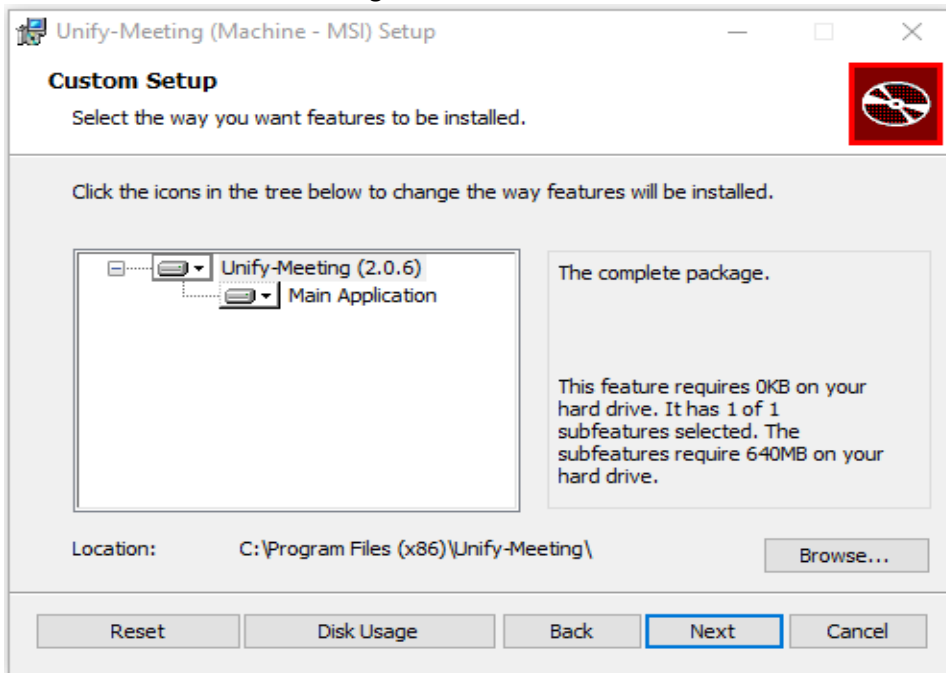 Unify-Meeting (Machine - MSI) Setup
Custom Setup
Select the way you want features to be installed.
Click the icons in the tree below to change the way features will be installed.
Unify-Meeting (2.0.6)
Main Application
The complete package.
This feature requires 0KB on your
hard drive. It has 1 of 1
subfeatures selected. The
subfeatures require 640MB on your
hard drive.
Location: C:\Program Files (x86)\Unify-Meeting\
Browse...
Reset Disk Usage Back Next Cancel